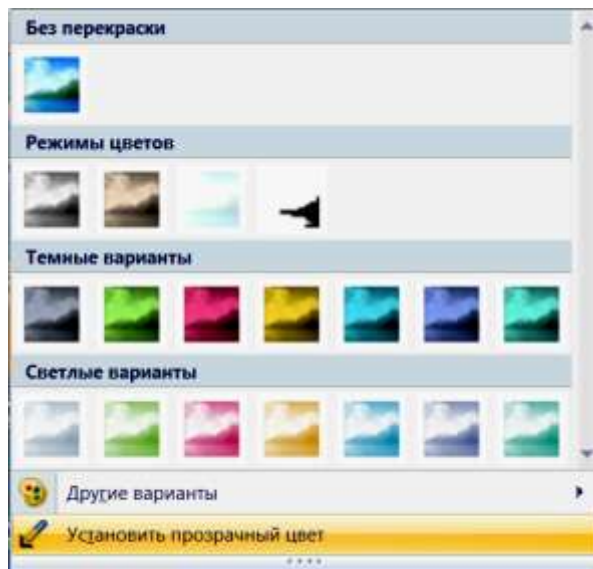 Без перекраски
Режимы цветов
Темные варианты
Светлые варианты
Другие варианты
Установить прозрачный цвет